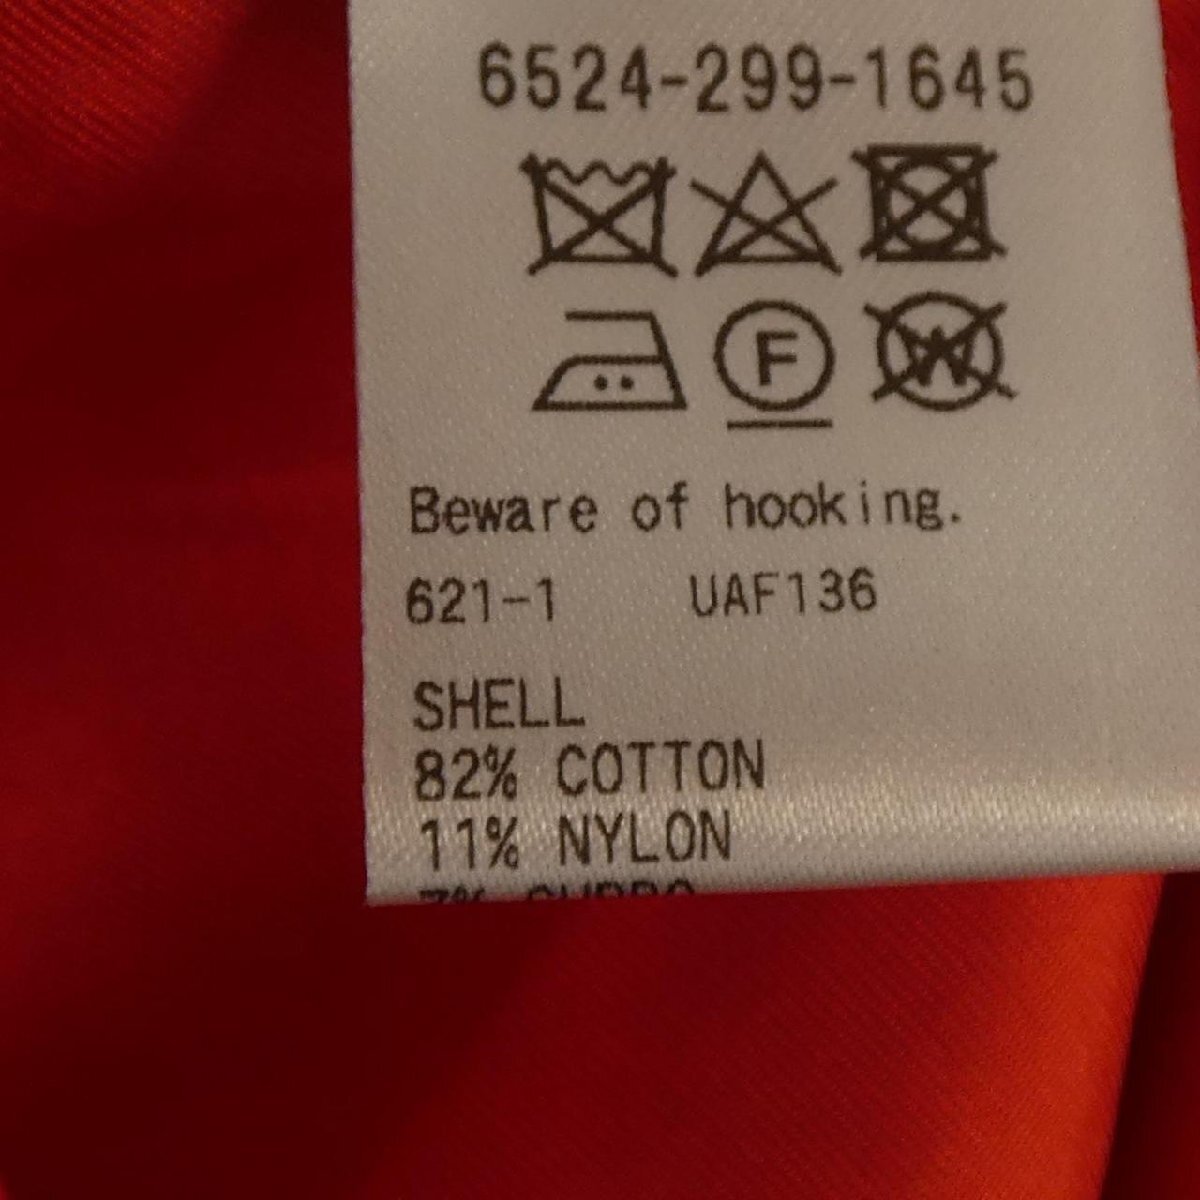 6524-299-1645
F
W
Beware of hooking.
621-1 UAF136
SHELL
82% COTTON
11% NYLON